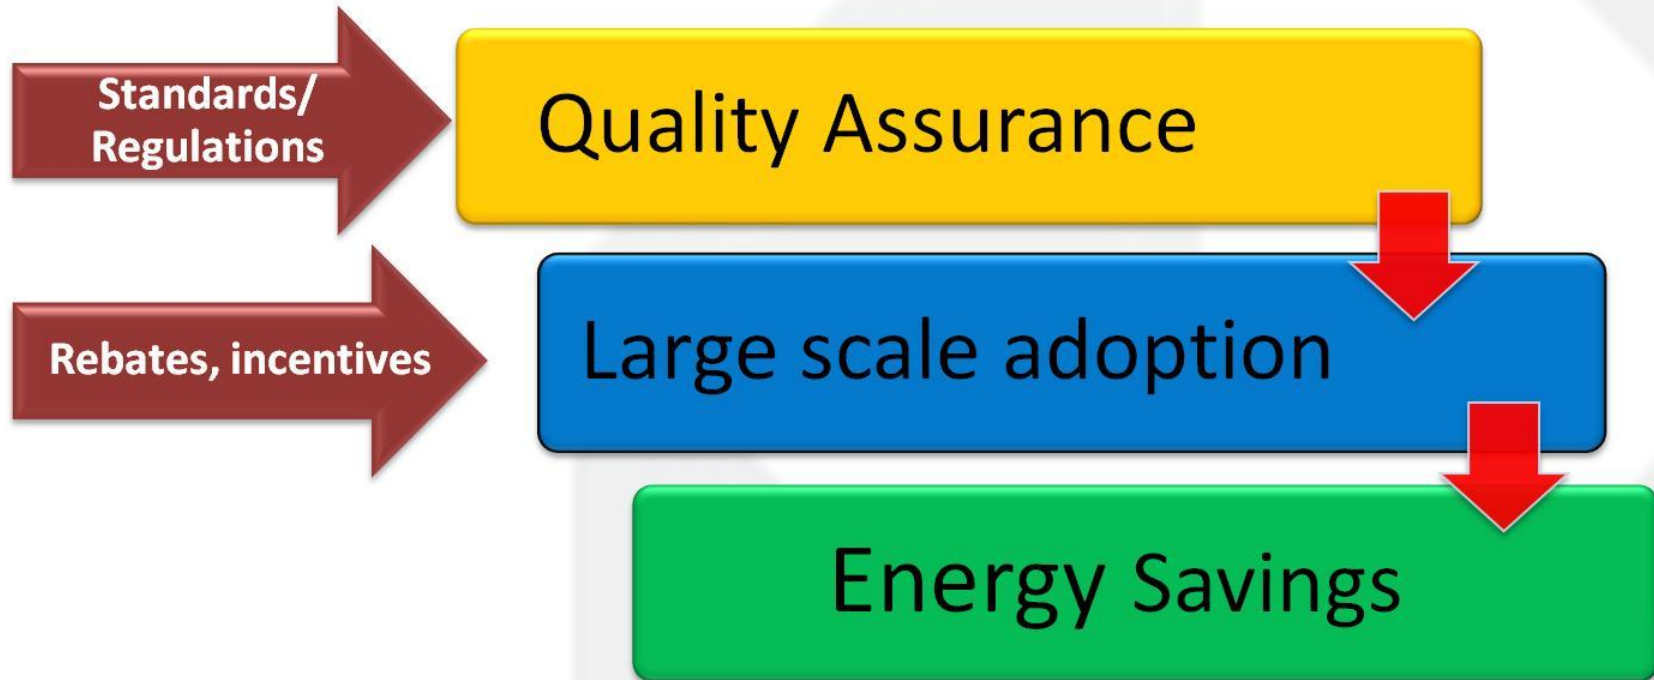 Standards/
Regulations
Quality Assurance
Rebates, incentives
Large scale adoption
Energy Savings